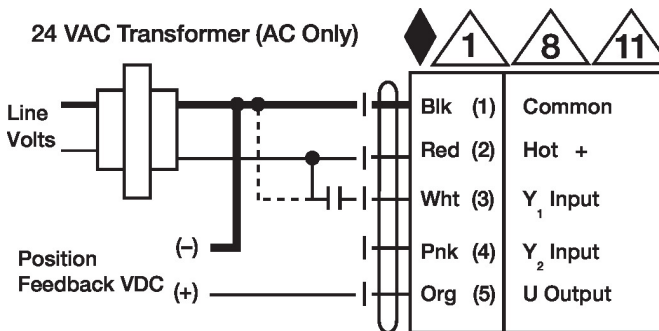 24 VAC Transformer (AC Only)
1 8 11
Line
Volts
Blk (1) Common
Red (2) Hot +
Wht (3) Y1 Input
Pnk (4) Y2 Input
Org (5) U Output
Position
Feedback VDC
(–)
(+)